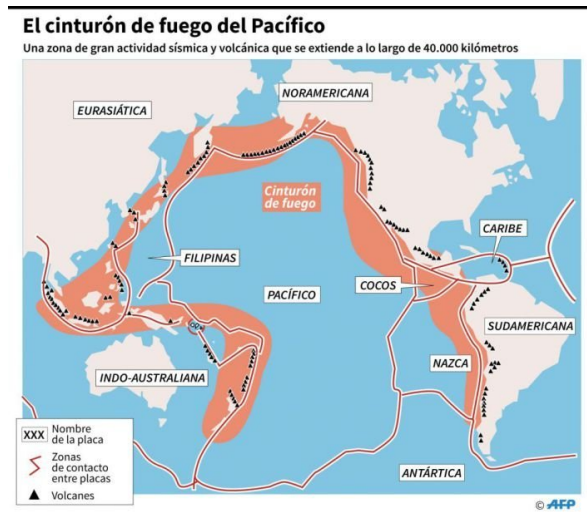 El cinturón de fuego del Pacífico
Una zona de gran actividad sísmica y volcánica que se extiende a lo largo de 40.000 kilómetros
NORAMERICANA
EURASIÁTICA
Cinturón
de fuego
CARIBE
FILIPINAS
COCOS
PACÍFICO
SUDAMERICANA
NAZCA
INDO-AUSTRALIANA
ANTÁRTICA
XXX Nombre
de la placa
Zonas
de contacto
entre placas
Volcanes
© AFP